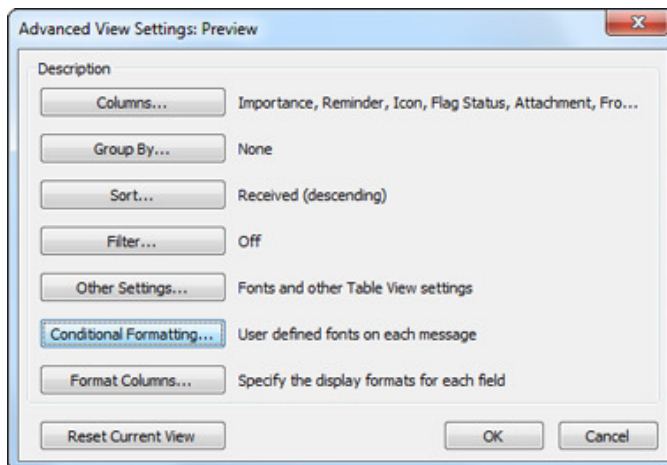 Advanced View Settings: Preview
Description
Columns... Importance, Reminder, Icon, Flag Status, Attachment, Fro...
Group By... None
Sort... Received (descending)
Filter... Off
Other Settings... Fonts and other Table View settings
Conditional Formatting... User defined fonts on each message
Format Columns... Specify the display formats for each field
Reset Current View OK Cancel